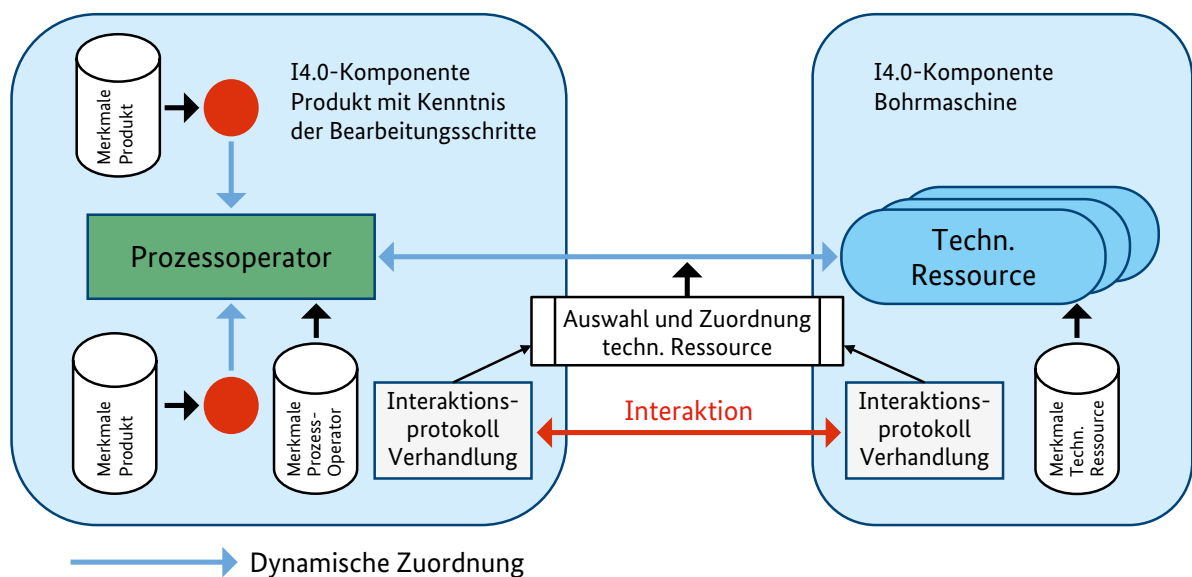 I4.0-Komponente
Produkt mit Kenntnis
der Bearbeitungsschritte
Merkmale
Produkt
Prozessoperator
Merkmale
Produkt
Merkmale
Prozess-
Operator
Interaktions-
protokoll
Verhandlung
Auswahl und Zuordnung
techn. Ressource
Interaktion
I4.0-Komponente
Bohrmaschine
Techn.
Ressource
Interaktions-
protokoll
Verhandlung
Merkmale
Techn.
Ressource
Dynamische Zuordnung